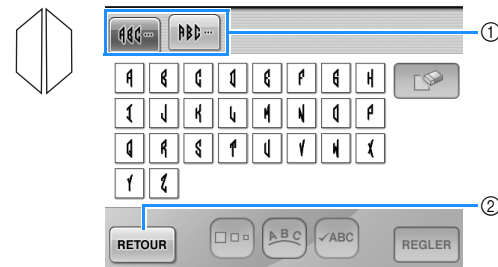 ABC... ABC...
①
A B C D E F G H
I J K L M N O P
Q R S T U V W X
Y Z
②
RETOUR ABC ✓ABC REGLER